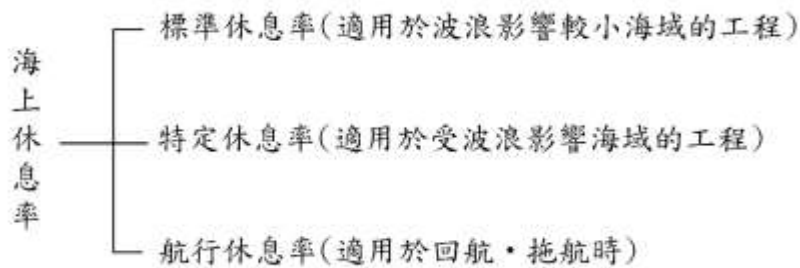 標準休息率(適用於波浪影響較小海域的工程)
海上休息率
特定休息率(適用於受波浪影響海域的工程)
航行休息率(適用於回航·拖航時)